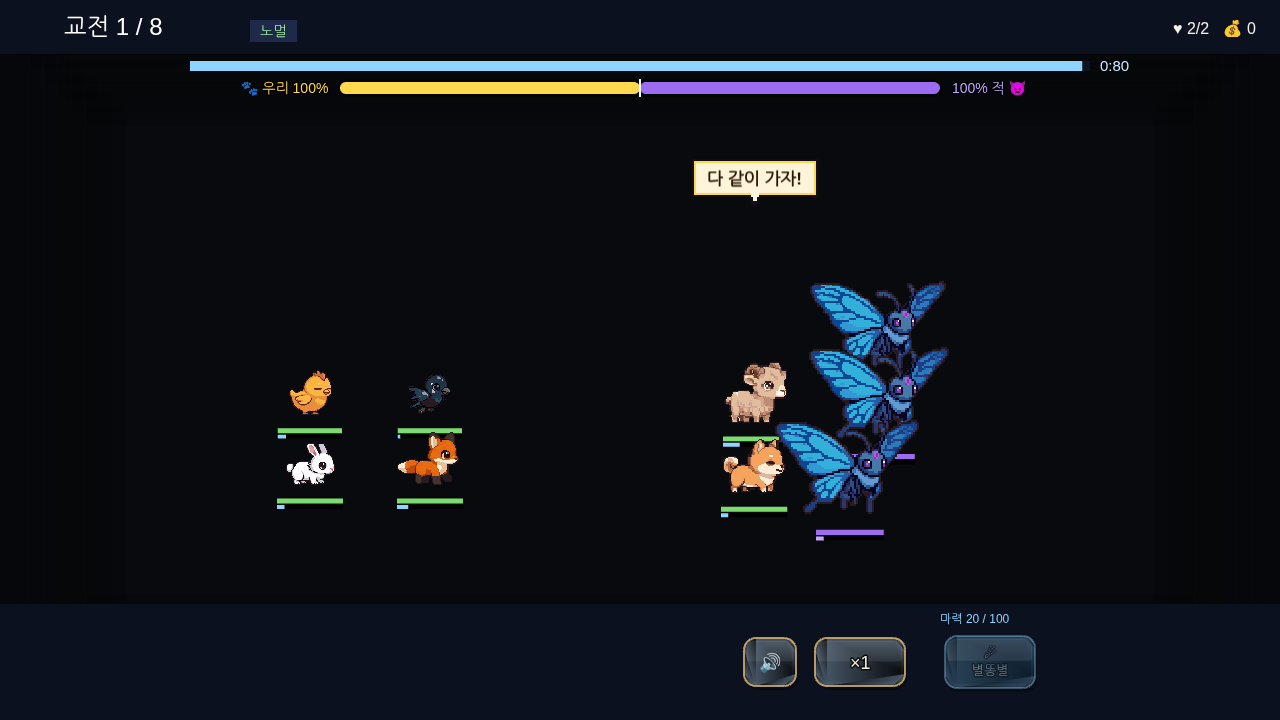 교전 1 / 8
노멀
♥ 2/2 💰 0
0:80
🐾 우리 100%
100% 적 👿
다 같이 가자!
마력 20 / 100
×1
별똥별